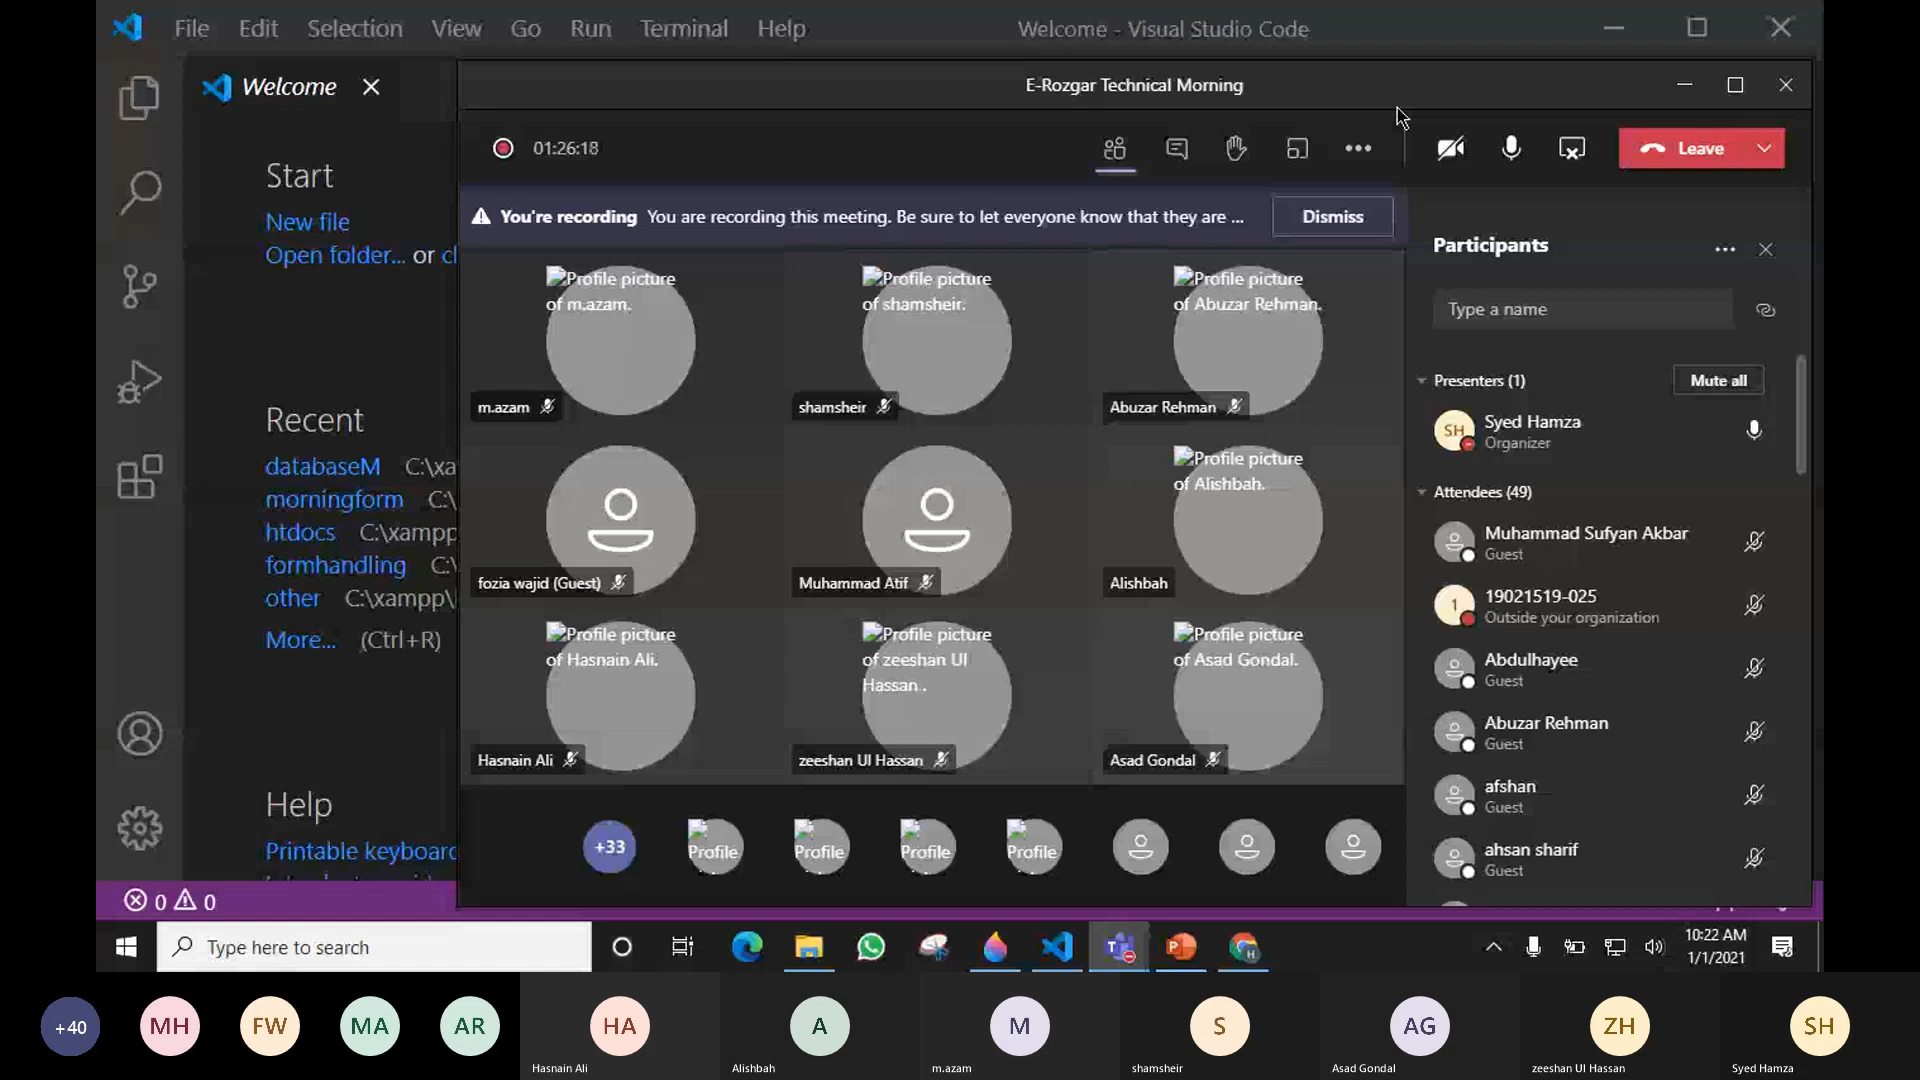 File Edit Selection View Go Run Terminal Help
Welcome - Visual Studio Code
Welcome
Start
New file
Open folder... or
Recent
databaseM
morningform C:\
htdocs C:\xampp
formhandling C:\
other C:\xampp\
More... (Ctrl+R)
Help
Printable keyboard
0 0
E-Rozgar Technical Morning
01:26:18
Leave
You're recording You are recording this meeting. Be sure to let everyone know that they are ...
Dismiss
Profile picture
of m.azam.
m.azam
Profile picture
of shamsheir.
shamsheir
Profile picture
of Abuzar Rehman.
Abuzar Rehman
fozia wajid (Guest)
Muhammad Atif
Profile picture
of Alishbah.
Alishbah
Profile picture
of Hasnain Ali.
Hasnain Ali
Profile picture
of zeeshan Ul
Hassan .
zeeshan Ul Hassan
Profile picture
of Asad Gondal.
Asad Gondal
+33
Profile
Profile
Profile
Profile
Participants
Type a name
Presenters (1)
Mute all
SH
Syed Hamza
Organizer
Attendees (49)
Muhammad Sufyan Akbar
Guest
1
19021519-025
Outside your organization
Abdulhayee
Guest
Abuzar Rehman
Guest
afshan
Guest
ahsan sharif
Guest
Type here to search
10:22 AM
1/1/2021
+40
MH
FW
MA
AR
HA
Hasnain Ali
A
Alishbah
M
m.azam
S
shamsheir
AG
Asad Gondal
ZH
zeeshan Ul Hassan
SH
Syed Hamza